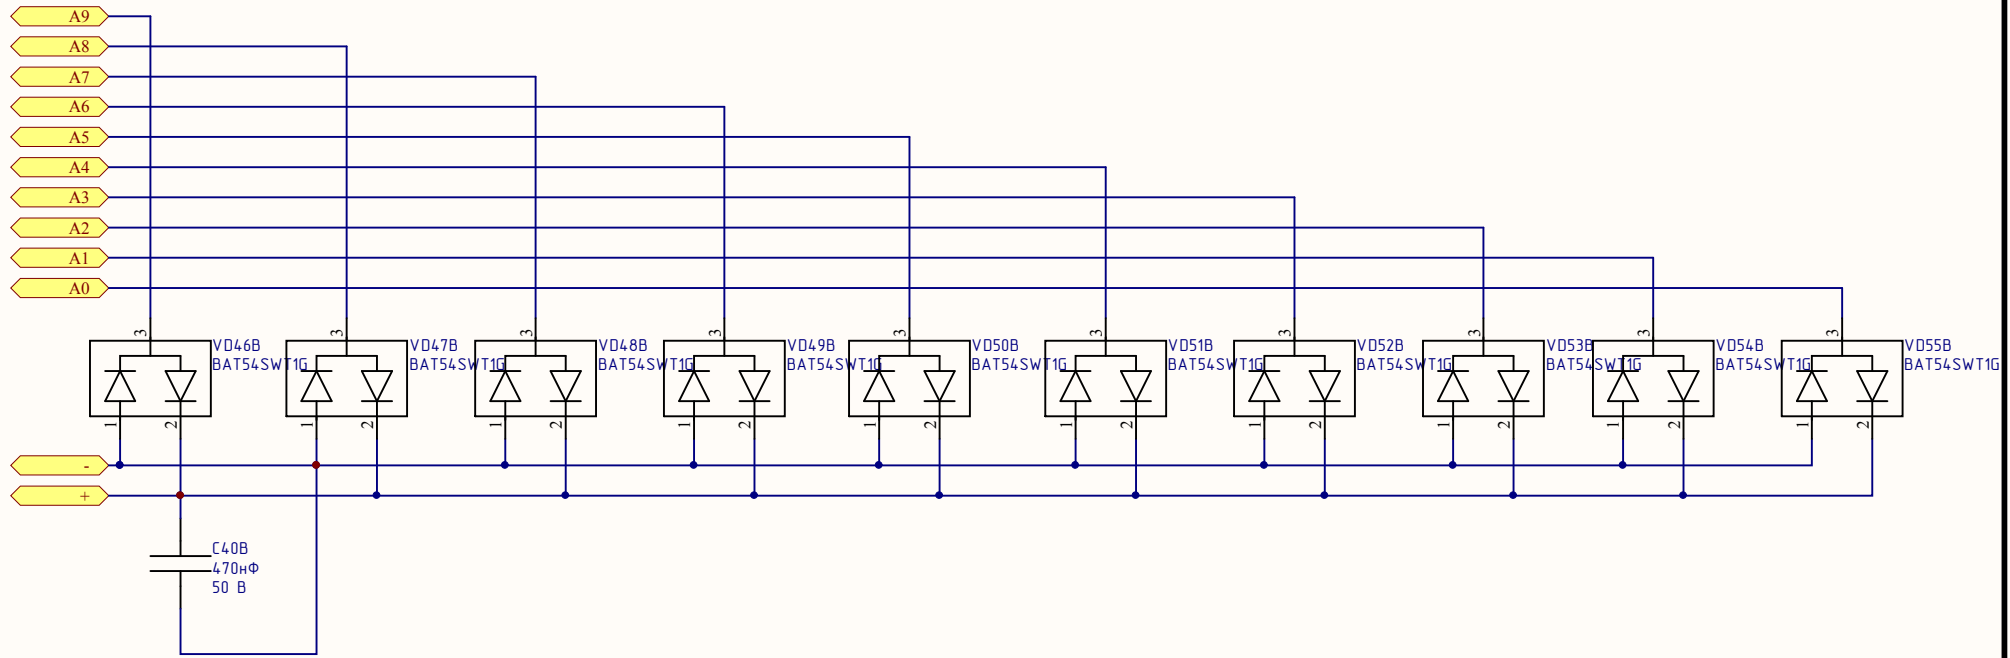 A9
A8
A7
A6
A5
A4
A3
A2
A1
A0
3 3 3 3 3 3 3 3 3 3
VD46B VD47B VD48B VD49B VD50B VD51B VD52B VD53B VD54B VD55B
BAT54SWT1G BAT54SWT1G BAT54SWT1G BAT54SWT1G BAT54SWT1G BAT54SWT1G BAT54SWT1G BAT54SWT1G BAT54SWT1G BAT54SWT1G
1 2 1 2 1 2 1 2 1 2 1 2 1 2 1 2 1 2 1 2
-
+
C40B
470нФ
50 В